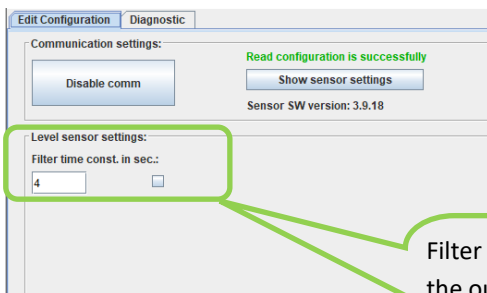 Edit Configuration Diagnostic
Communication settings:
Disable comm
Read configuration is successfully
Show sensor settings
Sensor SW version: 3.9.18
Level sensor settings:
Filter time const. in sec.:
4
Filter
the